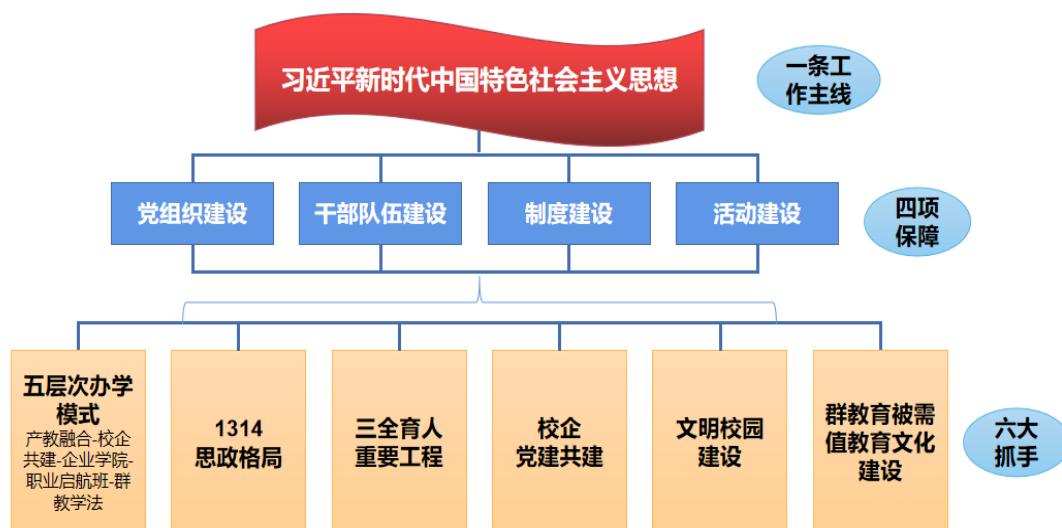 习近平新时代中国特色社会主义思想
一条工
作主线
党组织建设
干部队伍建设
制度建设
活动建设
四项
保障
五层次办学
模式
产教融合-校企
共建-企业学院-
职业启航班-群
教学法
1314
思政格局
三全育人
重要工程
校企
党建共建
文明校园
建设
群教育被需
值教育文化
建设
六大
抓手